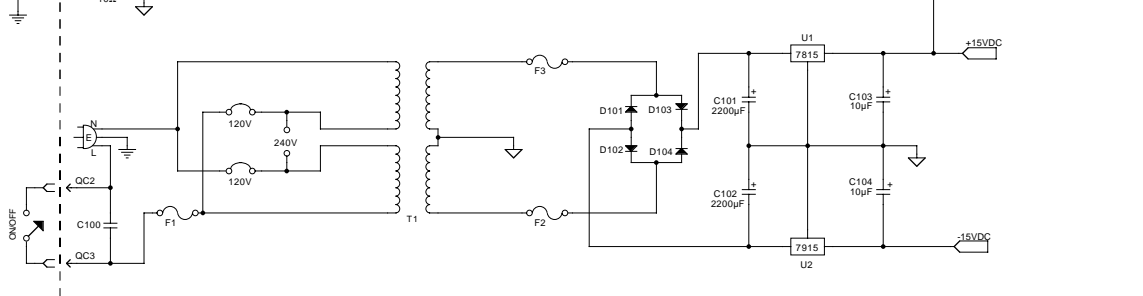 U1
+15VDC
7815
F3
D101
D103
C101
2200µF
C103
10µF
N
E
L
120V
240V
120V
D102
D104
QC2
C102
2200µF
C104
10µF
ON/OFF
C100
F1
T1
F2
QC3
7915
-15VDC
U2